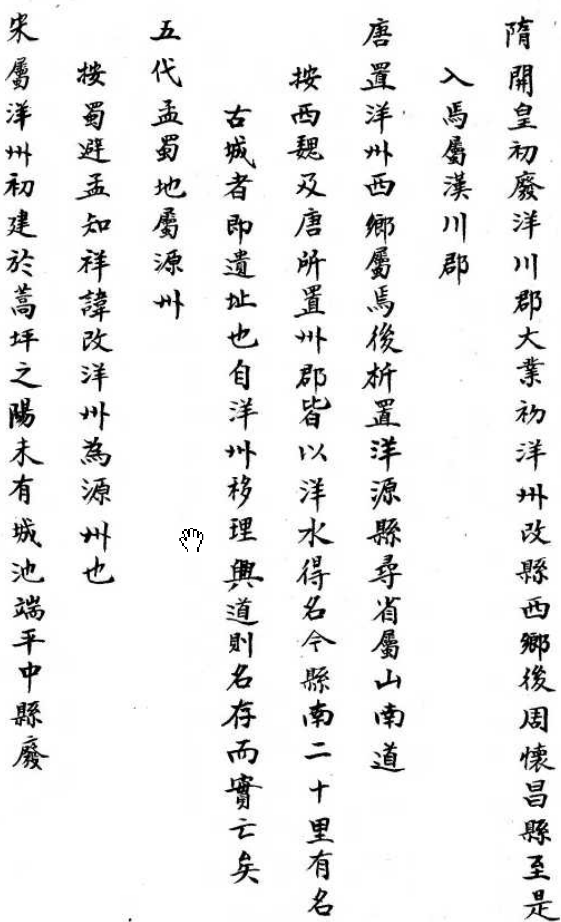 隋開皇初廢洋川郡大業初洋州改縣西鄉後周懷昌縣至是
入焉屬漢川郡
唐置洋州西鄉屬焉後析置洋源縣尋省屬山南道
按西魏及唐所置州郡皆以洋水得名今縣南二十里有名
古城者即遺址也自洋州移理興道則名存而實亡矣
五代孟蜀地屬源州
按蜀避孟知祥諱改洋州為源州也
宋屬洋州初建於蒿坪之陽未有城池端平中縣廢